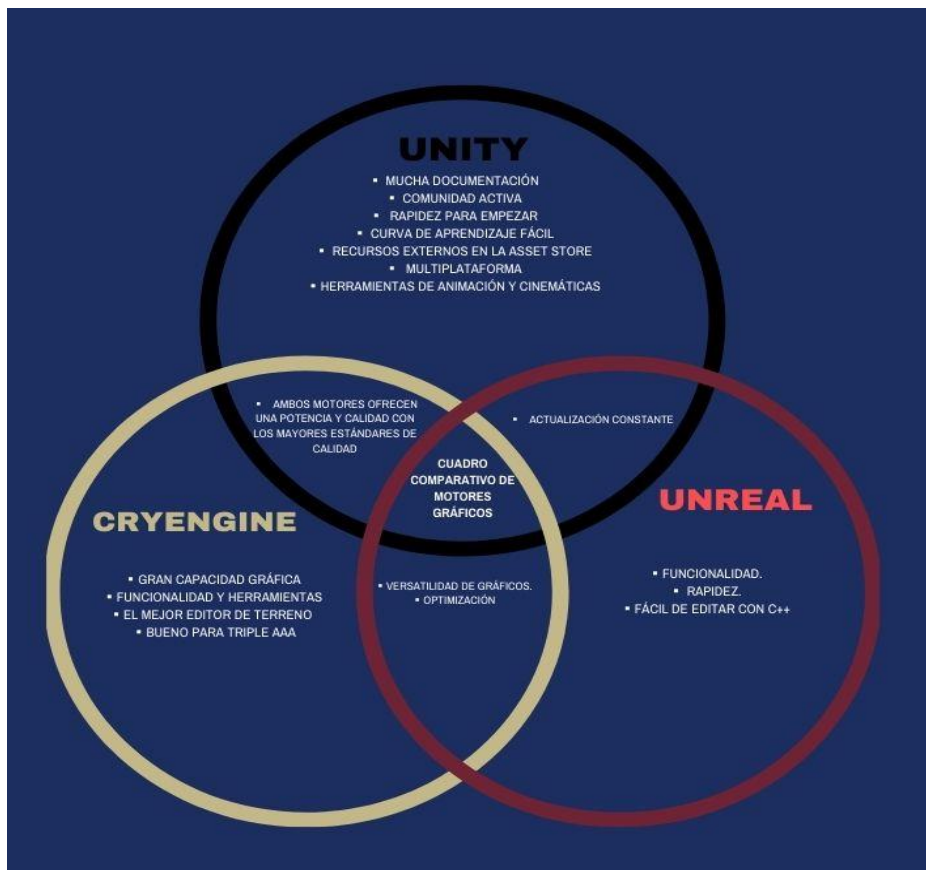 UNITY
▪ MUCHA DOCUMENTACIÓN
▪ COMUNIDAD ACTIVA
▪ RAPIDEZ PARA EMPEZAR
▪ CURVA DE APRENDIZAJE FÁCIL
▪ RECURSOS EXTERNOS EN LA ASSET STORE
▪ MULTIPLATAFORMA
▪ HERRAMIENTAS DE ANIMACIÓN Y CINEMÁTICAS
▪ AMBOS MOTORES OFRECEN
UNA POTENCIA Y CALIDAD CON
LOS MAYORES ESTÁNDARES DE
CALIDAD
▪ ACTUALIZACIÓN CONSTANTE
CUADRO
COMPARATIVO DE
MOTORES
GRÁFICOS
CRYENGINE
▪ GRAN CAPACIDAD GRÁFICA
▪ FUNCIONALIDAD Y HERRAMIENTAS
▪ EL MEJOR EDITOR DE TERRENO
▪ BUENO PARA TRIPLE AAA
▪ VERSATILIDAD DE GRÁFICOS.
▪ OPTIMIZACIÓN
UNREAL
▪ FUNCIONALIDAD.
▪ RAPIDEZ.
▪ FÁCIL DE EDITAR CON C++